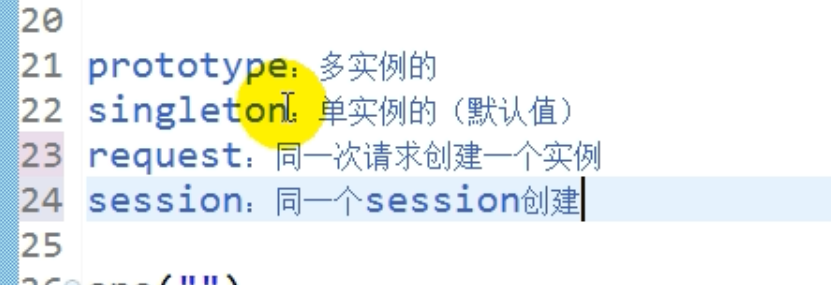 20
21 prototype：多实例的
22 singleton：单实例的（默认值）
23 request：同一次请求创建一个实例
24 session：同一个session创建
25